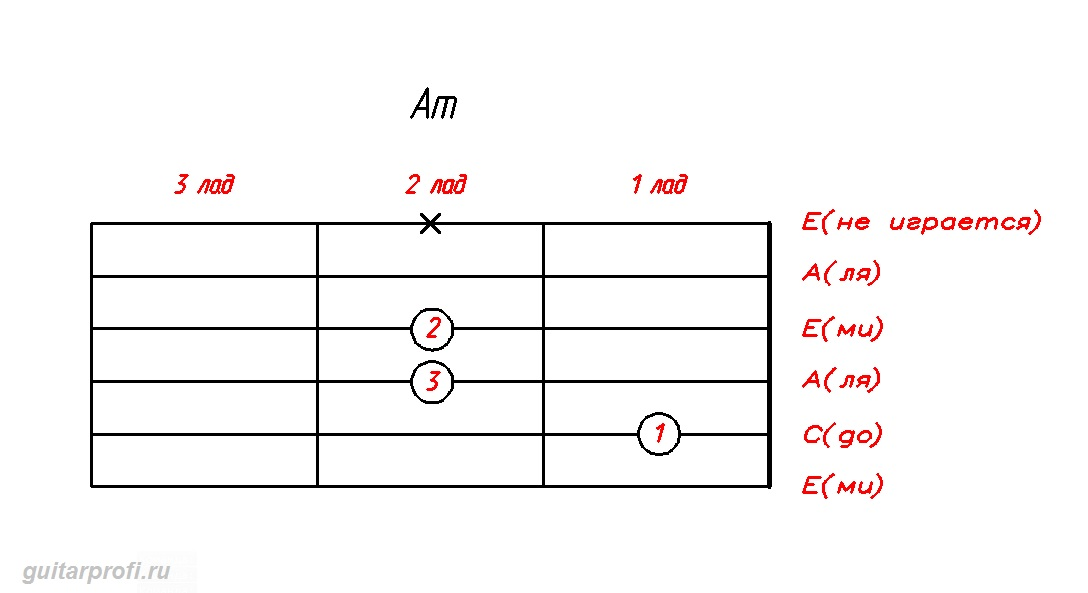 Am
3 лад 2 лад 1 лад
E(не играется)
A(ля)
2 E(ми)
3 A(ля)
1 C(до)
E(ми)
guitarprofi.ru